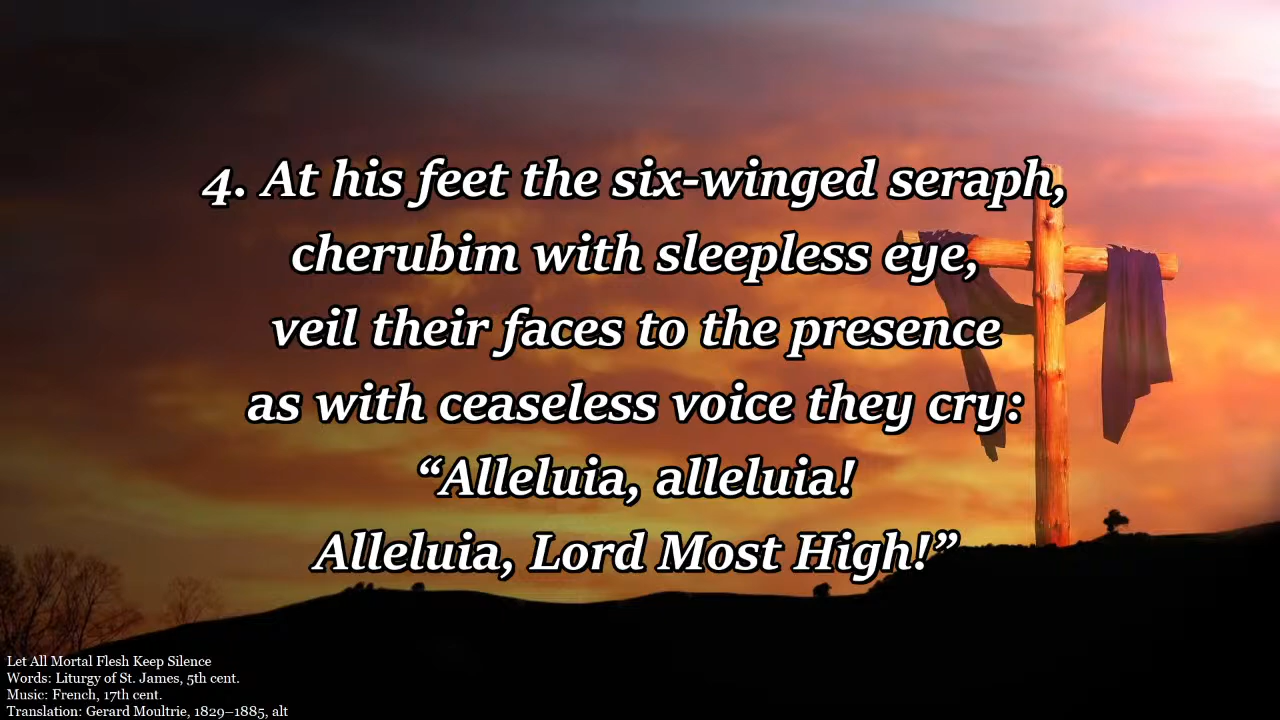 4. At his feet the six-winged seraph,
cherubim with sleepless eye,
veil their faces to the presence
as with ceaseless voice they cry:
“Alleluia, alleluia!
Alleluia, Lord Most High!”
Let All Mortal Flesh Keep Silence
Words: Liturgy of St. James, 5th cent.
Music: French, 17th cent.
Translation: Gerard Moultrie, 1829–1885, alt